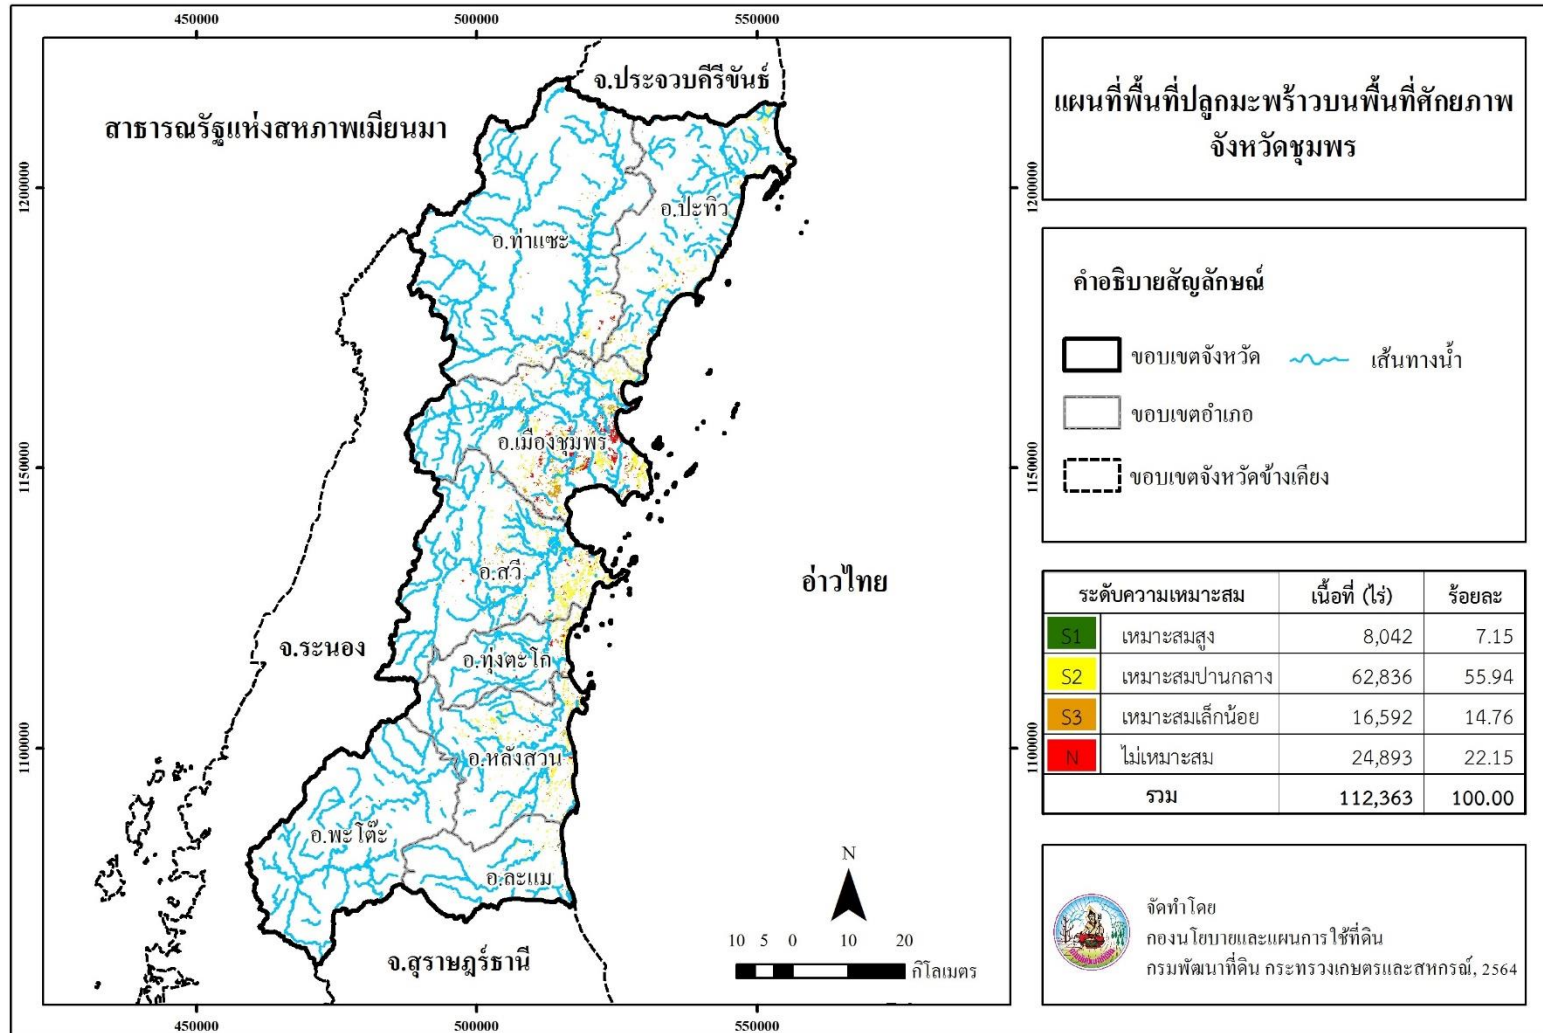 450000 500000 550000
จ.ประจวบคีรีขันธ์
สาธารณรัฐแห่งสหภาพเมียนมา
1200000 1200000
อ.ปะทิว
อ.ท่าแซะ
อ.เมืองชุมพร
1150000 1150000
อ.สวี
อ่าวไทย
จ.ระนอง
อ.ทุ่งตะโก
1100000 1100000
อ.หลังสวน
อ.พะโต๊ะ
อ.ละแม
N
จ.สุราษฎร์ธานี
10 5 0 10 20
กิโลเมตร
450000 500000 550000
แผนที่พื้นที่ปลูกมะพร้าวบนพื้นที่ศักยภาพ
จังหวัดชุมพร
คำอธิบายสัญลักษณ์
ขอบเขตจังหวัด เส้นทางน้ำ
ขอบเขตอำเภอ
ขอบเขตจังหวัดข้างเคียง
ระดับความเหมาะสม เนื้อที่ (ไร่) ร้อยละ
S1 เหมาะสมสูง 8,042 7.15
S2 เหมาะสมปานกลาง 62,836 55.94
S3 เหมาะสมเล็กน้อย 16,592 14.76
N ไม่เหมาะสม 24,893 22.15
รวม 112,363 100.00
จัดทำโดย
กองนโยบายและแผนการใช้ที่ดิน
กรมพัฒนาที่ดิน กระทรวงเกษตรและสหกรณ์, 2564